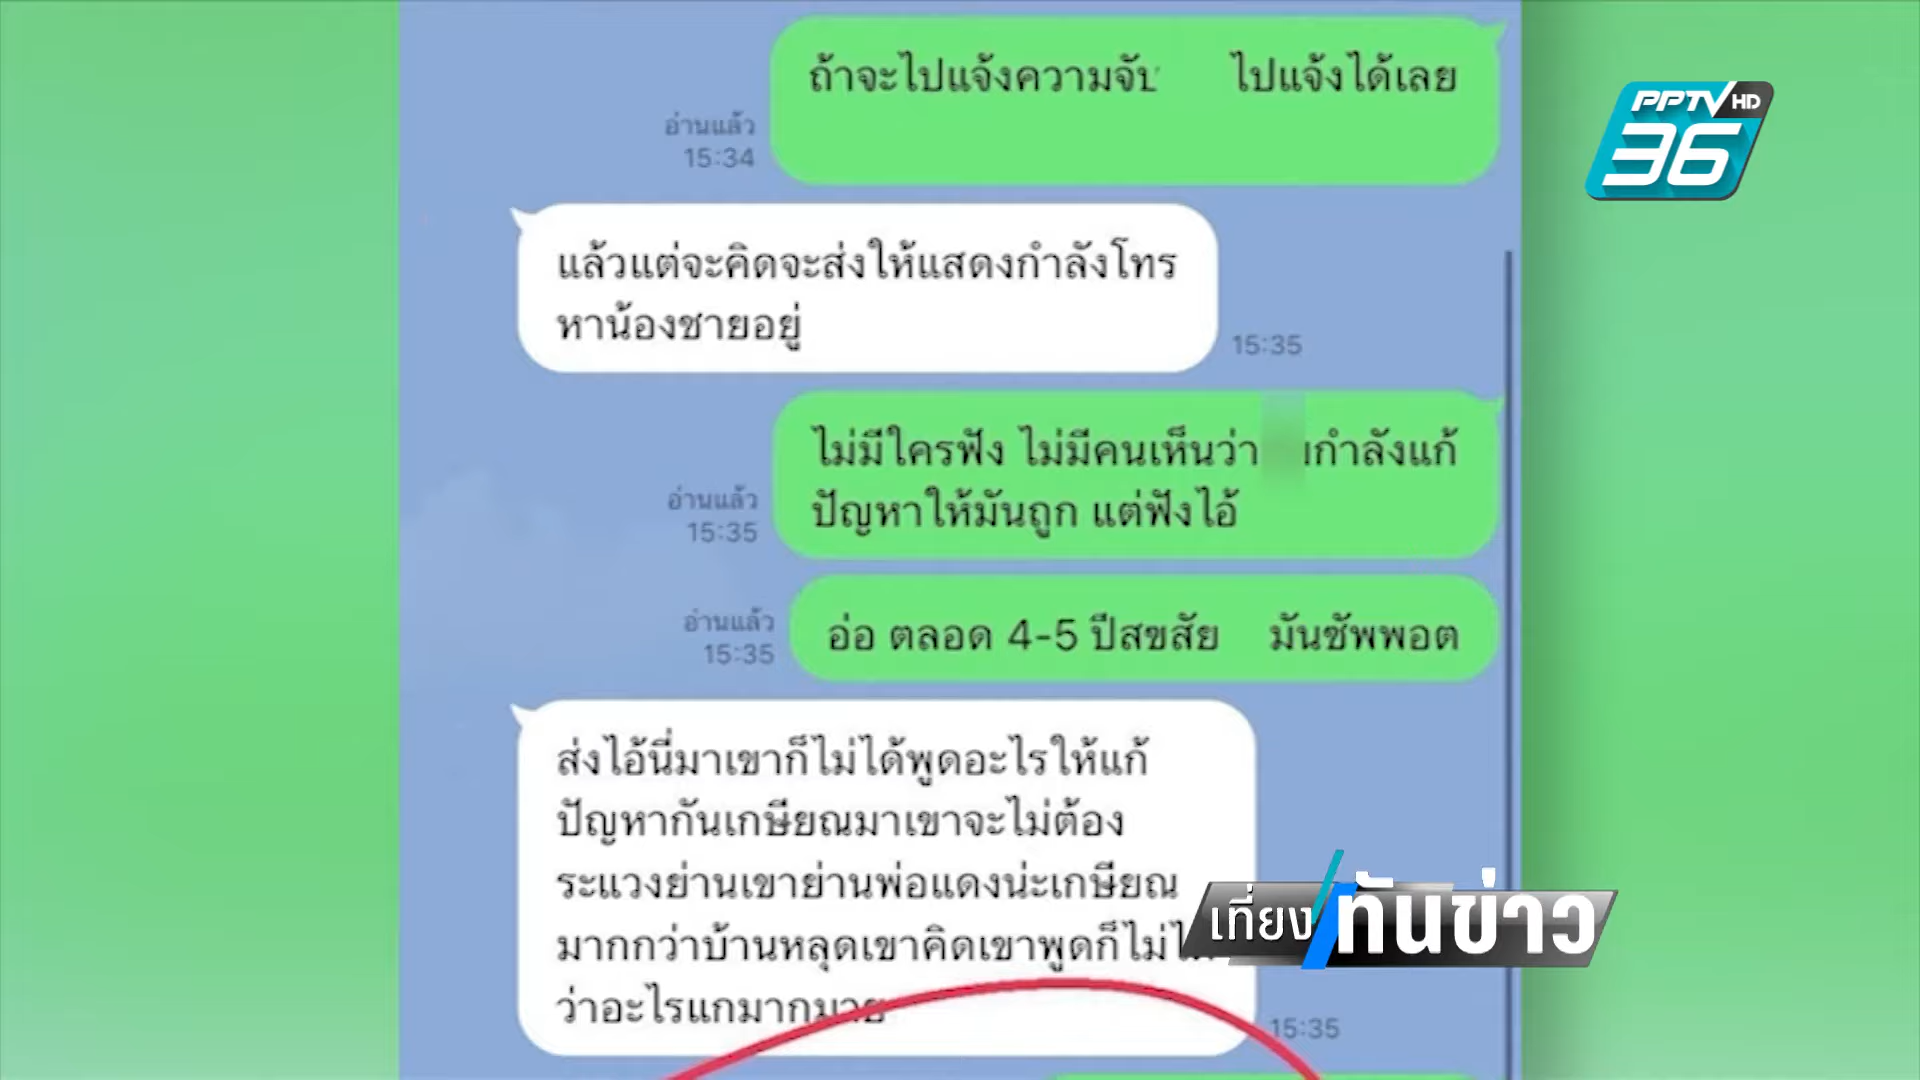 ถ้าจะไปแจ้งความจับ ไปแจ้งได้เลย
อ่านแล้ว
15:34
PPTV HD
36
แล้วแต่จะคิดจะส่งให้แสดงกำลังโทร
หาน้องชายอยู่
15:35
ไม่มีใครฟัง ไม่มีคนเห็นว่า กำลังแก้
ปัญหาให้มันถูก แต่ฟังไอ้
อ่านแล้ว
15:35
อ่อ ตลอด 4-5 ปีสขสัย มันซัพพอต
อ่านแล้ว
15:35
ส่งไอ้นี่มาเขาก็ไม่ได้พูดอะไรให้แก้
ปัญหากันเกษียณมาเขาจะไม่ต้อง
ระแวงย่านเขาย่านพ่อแดงน่ะเกษียณ
มากกว่าบ้านหลุดเขาคิดเขาพูดก็ไม่
ว่าอะไรแกมากมาย
15:35
เที่ยงทันข่าว